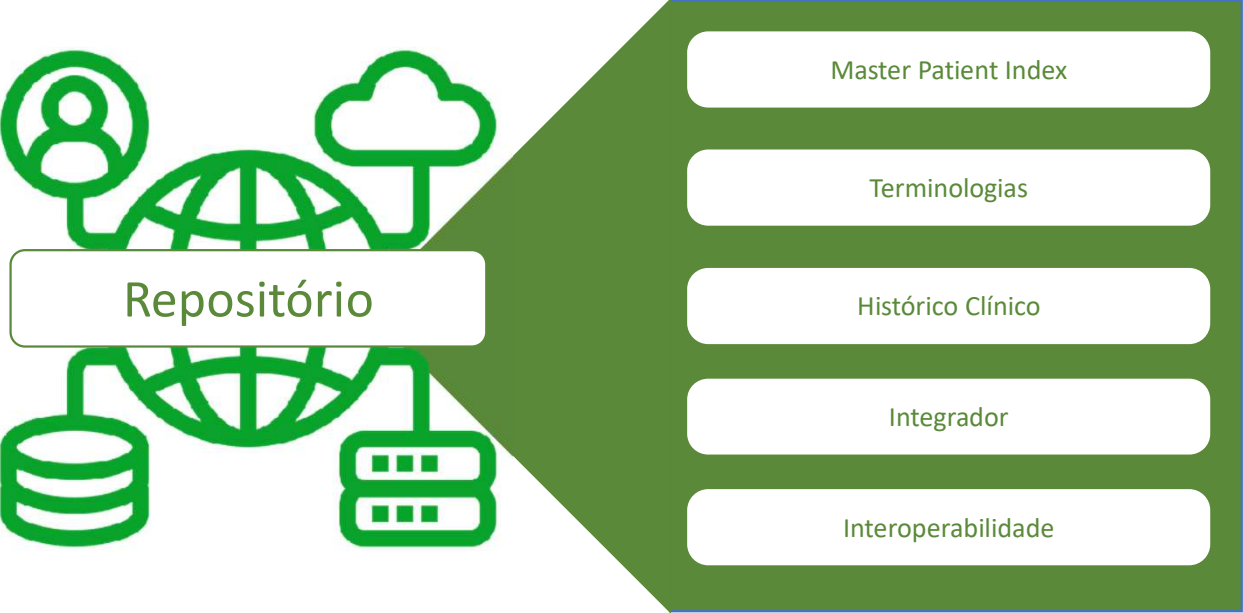 Repositório
Master Patient Index
Terminologias
Histórico Clínico
Integrador
Interoperabilidade